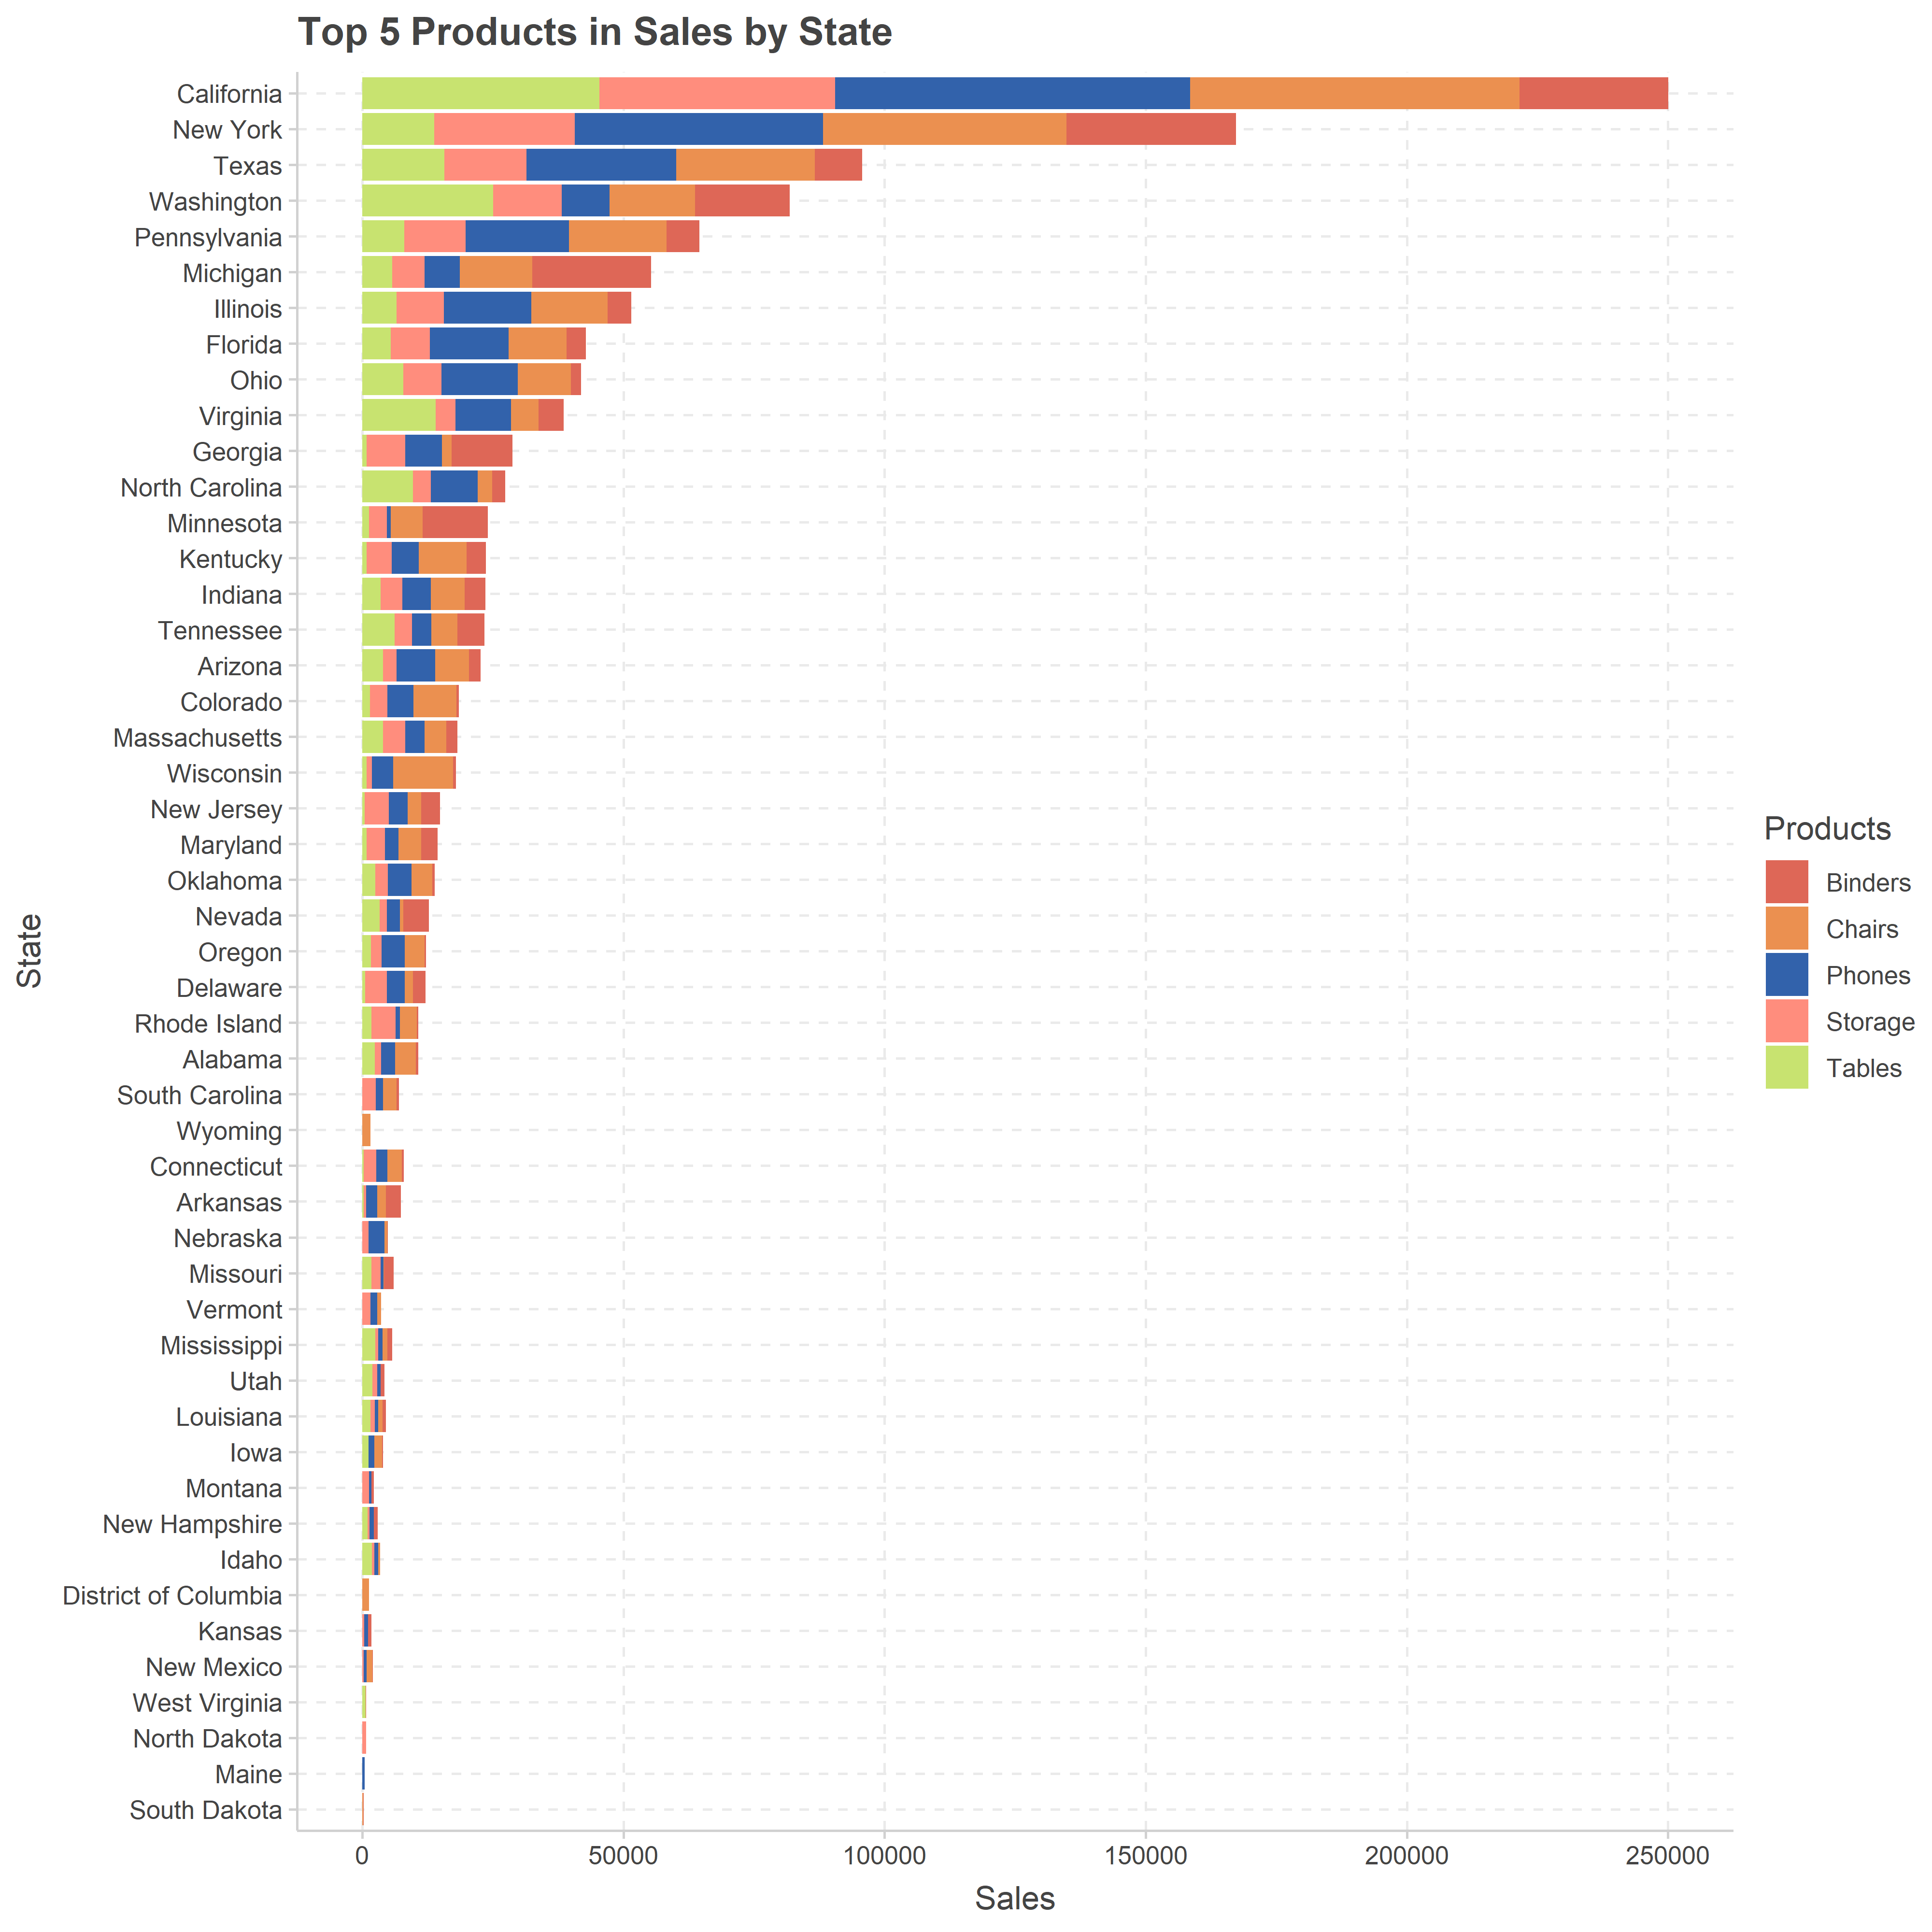 Top 5 Products in Sales by State
State
California
New York
Texas
Washington
Pennsylvania
Michigan
Illinois
Florida
Ohio
Virginia
Georgia
North Carolina
Minnesota
Kentucky
Indiana
Tennessee
Arizona
Colorado
Massachusetts
Wisconsin
New Jersey
Maryland
Oklahoma
Nevada
Oregon
Delaware
Rhode Island
Alabama
South Carolina
Wyoming
Connecticut
Arkansas
Nebraska
Missouri
Vermont
Mississippi
Utah
Louisiana
Iowa
Montana
New Hampshire
Idaho
District of Columbia
Kansas
New Mexico
West Virginia
North Dakota
Maine
South Dakota
0 50000 100000 150000 200000 250000
Sales
Products
Binders
Chairs
Phones
Storage
Tables